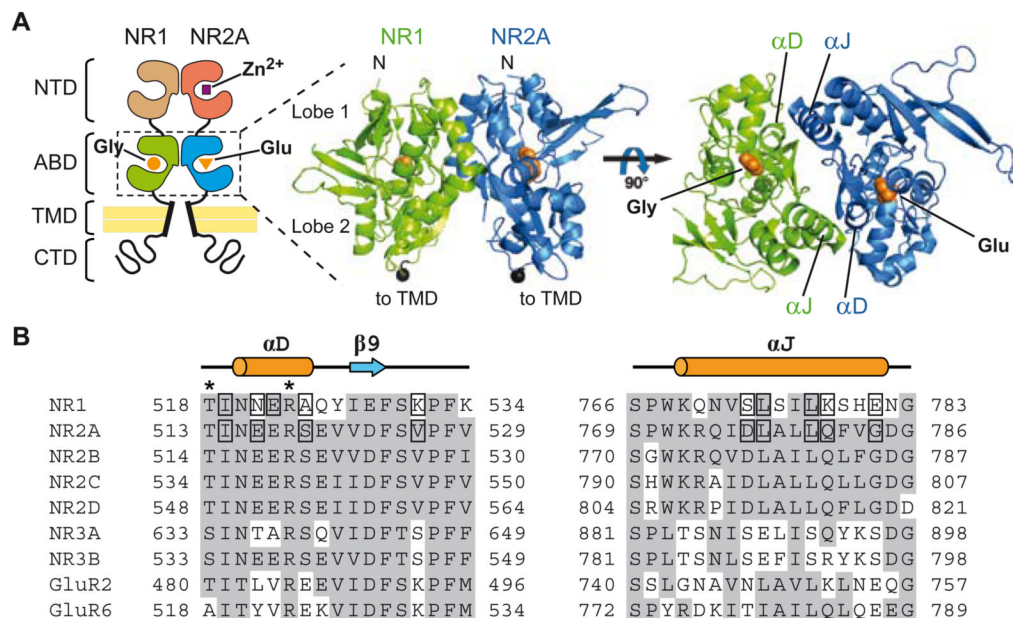 A
NR1 NR2A
NR1 NR2A
αD αJ
N N
Zn2+
NTD
Lobe 1
Gly Glu
ABD
90°
Gly
Glu
TMD
Lobe 2
CTD
to TMD to TMD
αJ αD
B
αD β9 αJ
* *
NR1 518 TINNERAQYIEFSKPFK 534 766 SPWKQNVSLSILKSHENG 783
NR2A 513 TINEERSEVVDFSVPFV 529 769 SPWKRQIDLALLQFVGDG 786
NR2B 514 TINEERSEVVDFSVPFI 530 770 SGWKRQVDLAILQLFGDG 787
NR2C 534 TINEERSEIIDFSVPFV 550 790 SHWKRAIDLALLQLLGDG 807
NR2D 548 TINEERSEIVDFSVPFV 564 804 SRWKRPIDLALLQFLGDD 821
NR3A 633 SINTARSQVIDFTSPFF 649 881 SPLTSNISELISQYKSDG 898
NR3B 533 SINEERSEVVDFTSPFF 549 781 SPLTSNLSEFISRYKSDG 798
GluR2 480 TITLVREEVIDFSKPFM 496 740 SSLGNAVNLAVLKLNEQG 757
GluR6 518 AITYVREKVIDFSKPFM 534 772 SPYRDKITIAILQLQEEG 789